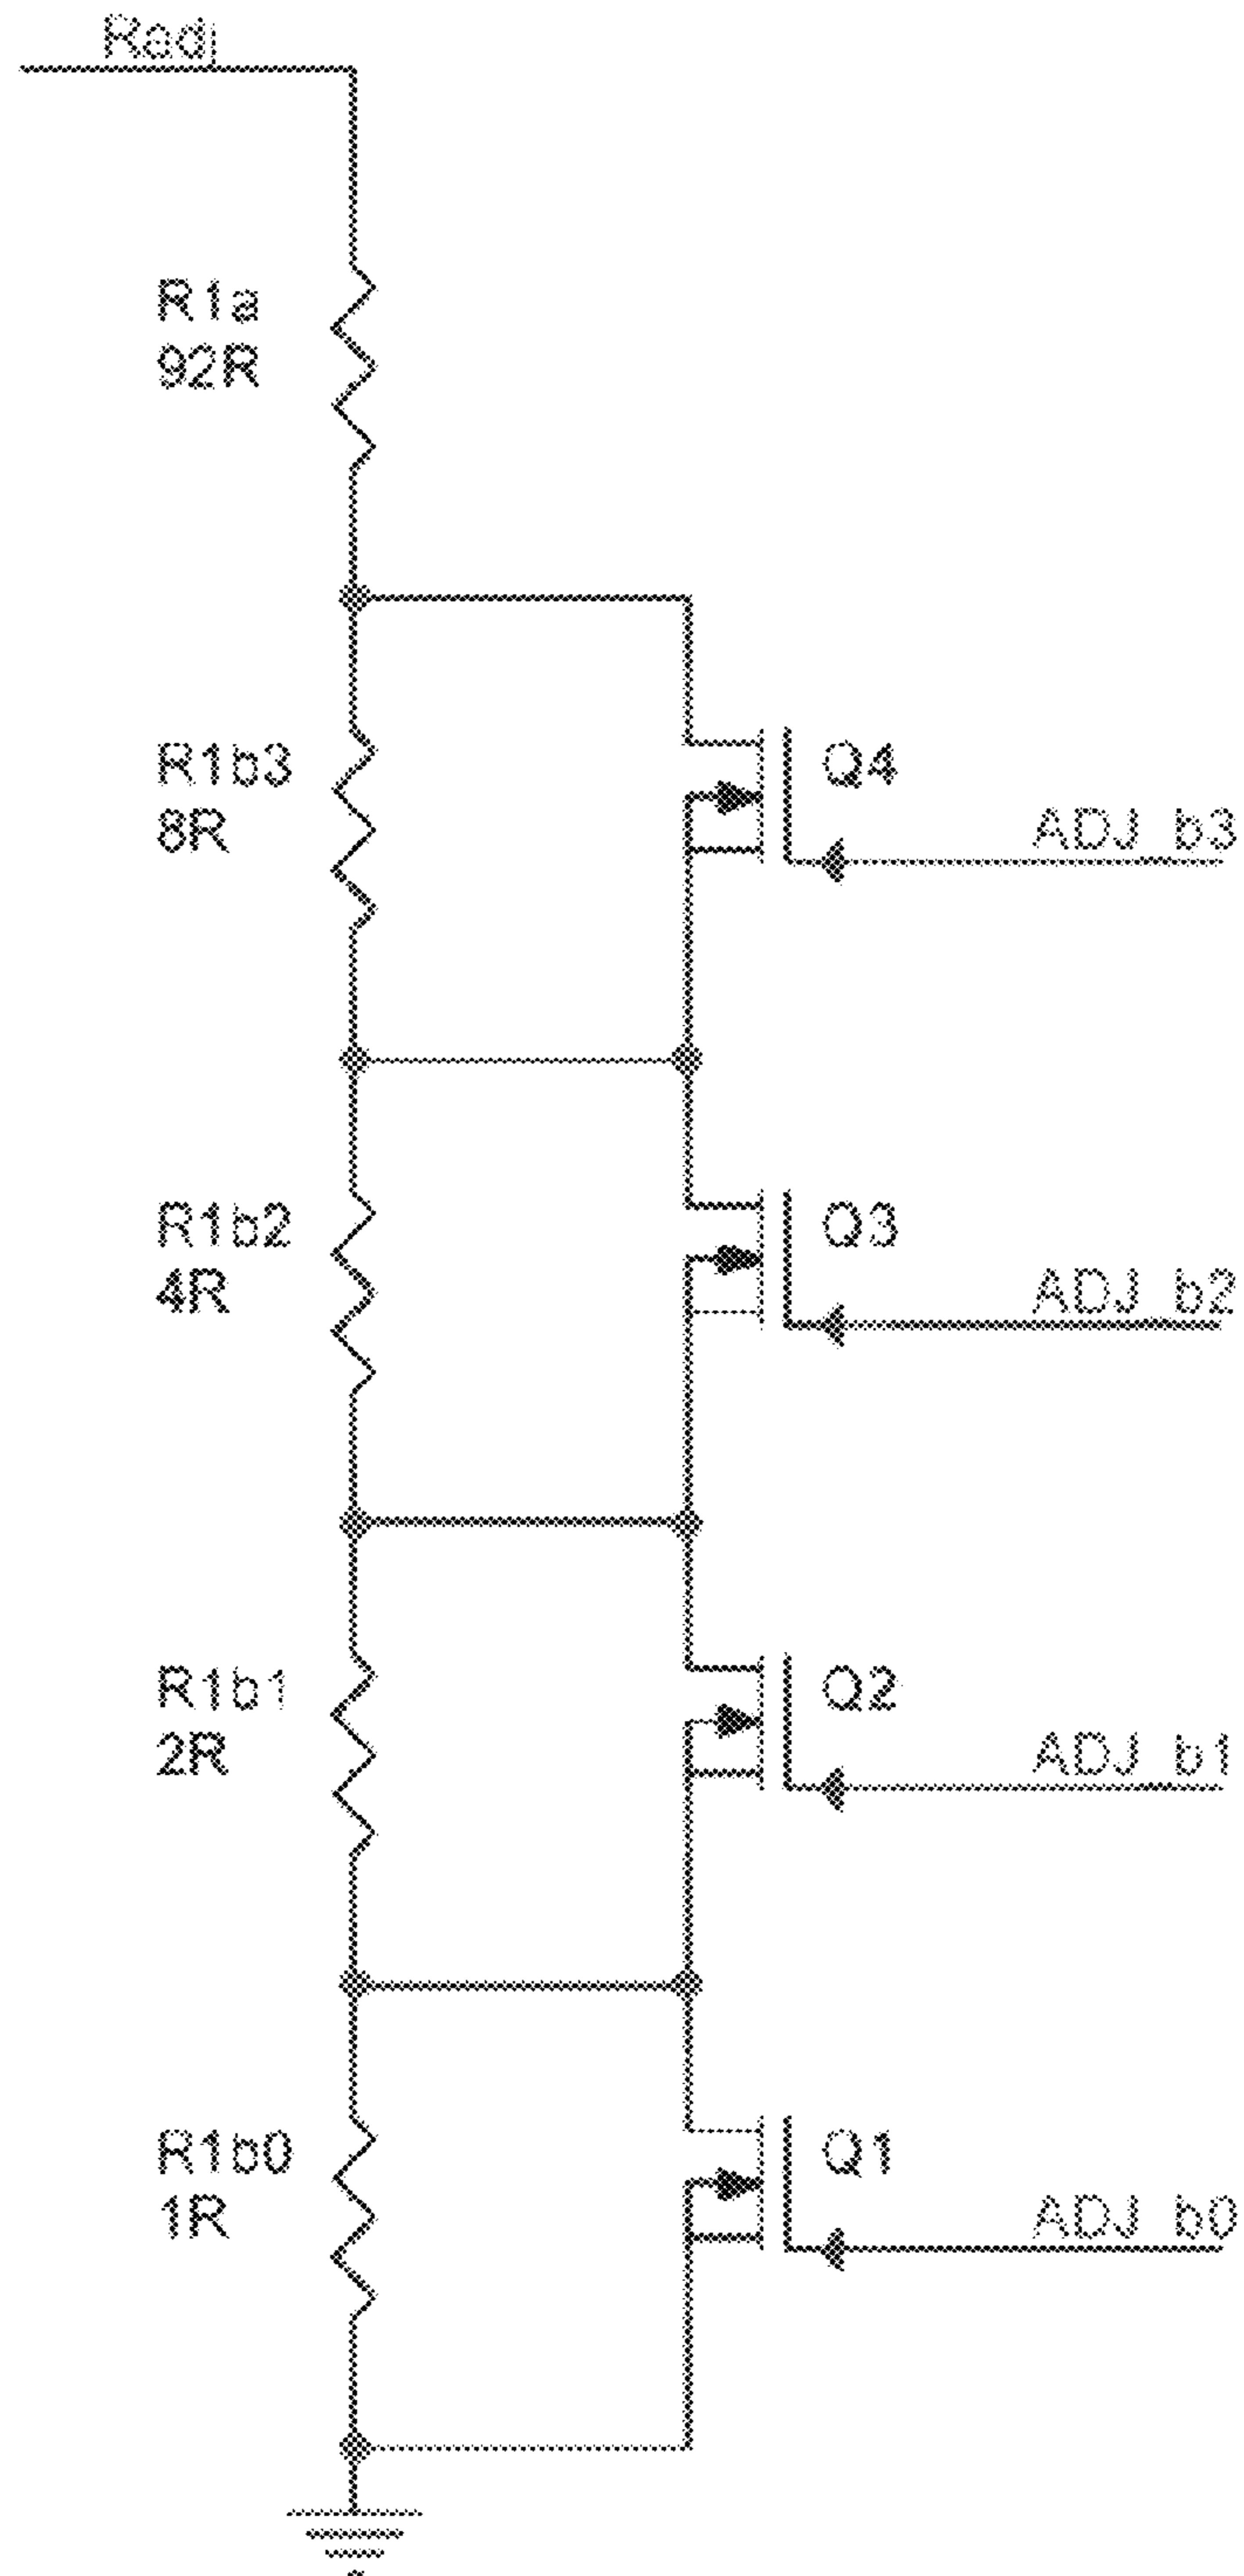 Radj
R1a
92R
R1b3
8R
Q4
ADJ_b3
R1b2
4R
Q3
ADJ_b2
R1b1
2R
Q2
ADJ_b1
R1b0
1R
Q1
ADJ_b0